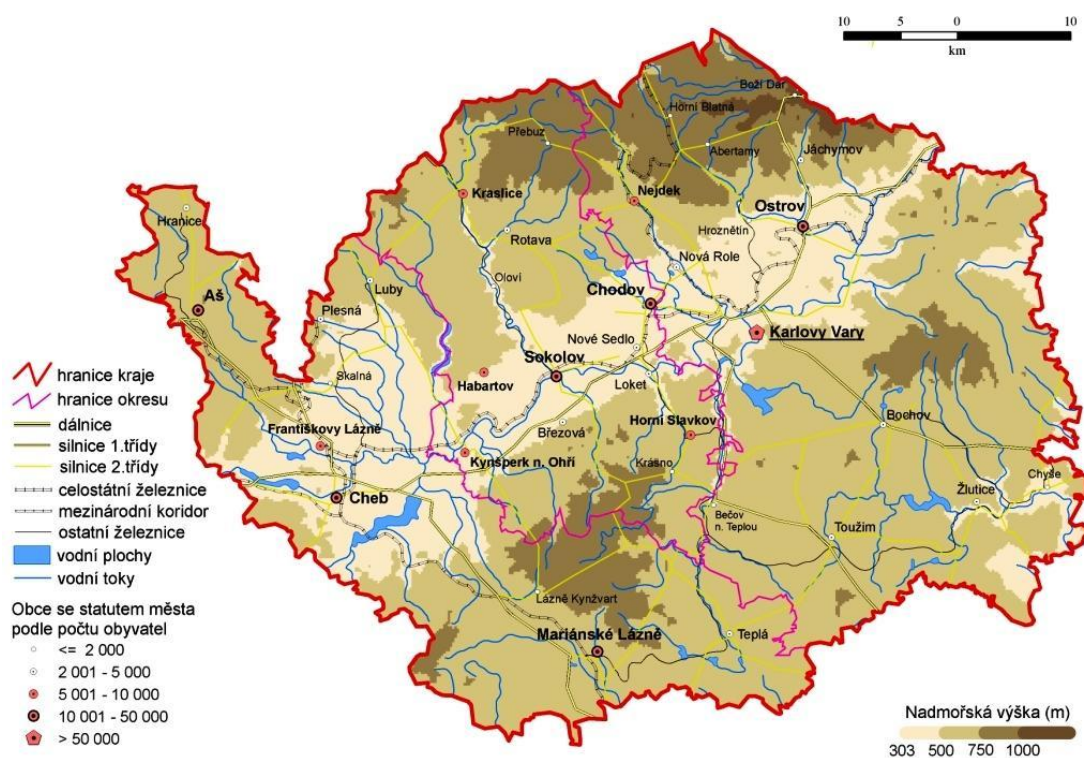 10 5 0 10
km
Boží Dar
Horní Blatná
Přebuz
Abertamy
Jáchymov
Kraslice
Nejdek
Hranice
Ostrov
Hroznětín
Rotava
Nová Role
Oloví
Luby
Chodov
Aš
Plesná
Karlovy Vary
Nové Sedlo
Sokolov
Skalná
Habartov
Loket
hranice kraje
hranice okresu
dálnice
silnice 1.třídy
silnice 2.třídy
celostátní železnice
mezinárodní koridor
ostatní železnice
vodní plochy
vodní toky
Františkovy Lázně
Březová
Horní Slavkov
Bochov
Kynšperk n. Ohří
Krásno
Cheb
Chyše
Žlutice
Bečov
n. Teplou
Toužim
Lázně Kynžvart
Mariánské Lázně
Teplá
Obce se statutem města
podle počtu obyvatel
<= 2 000
2 001 - 5 000
5 001 - 10 000
10 001 - 50 000
> 50 000
Nadmořská výška (m)
303 500 750 1000